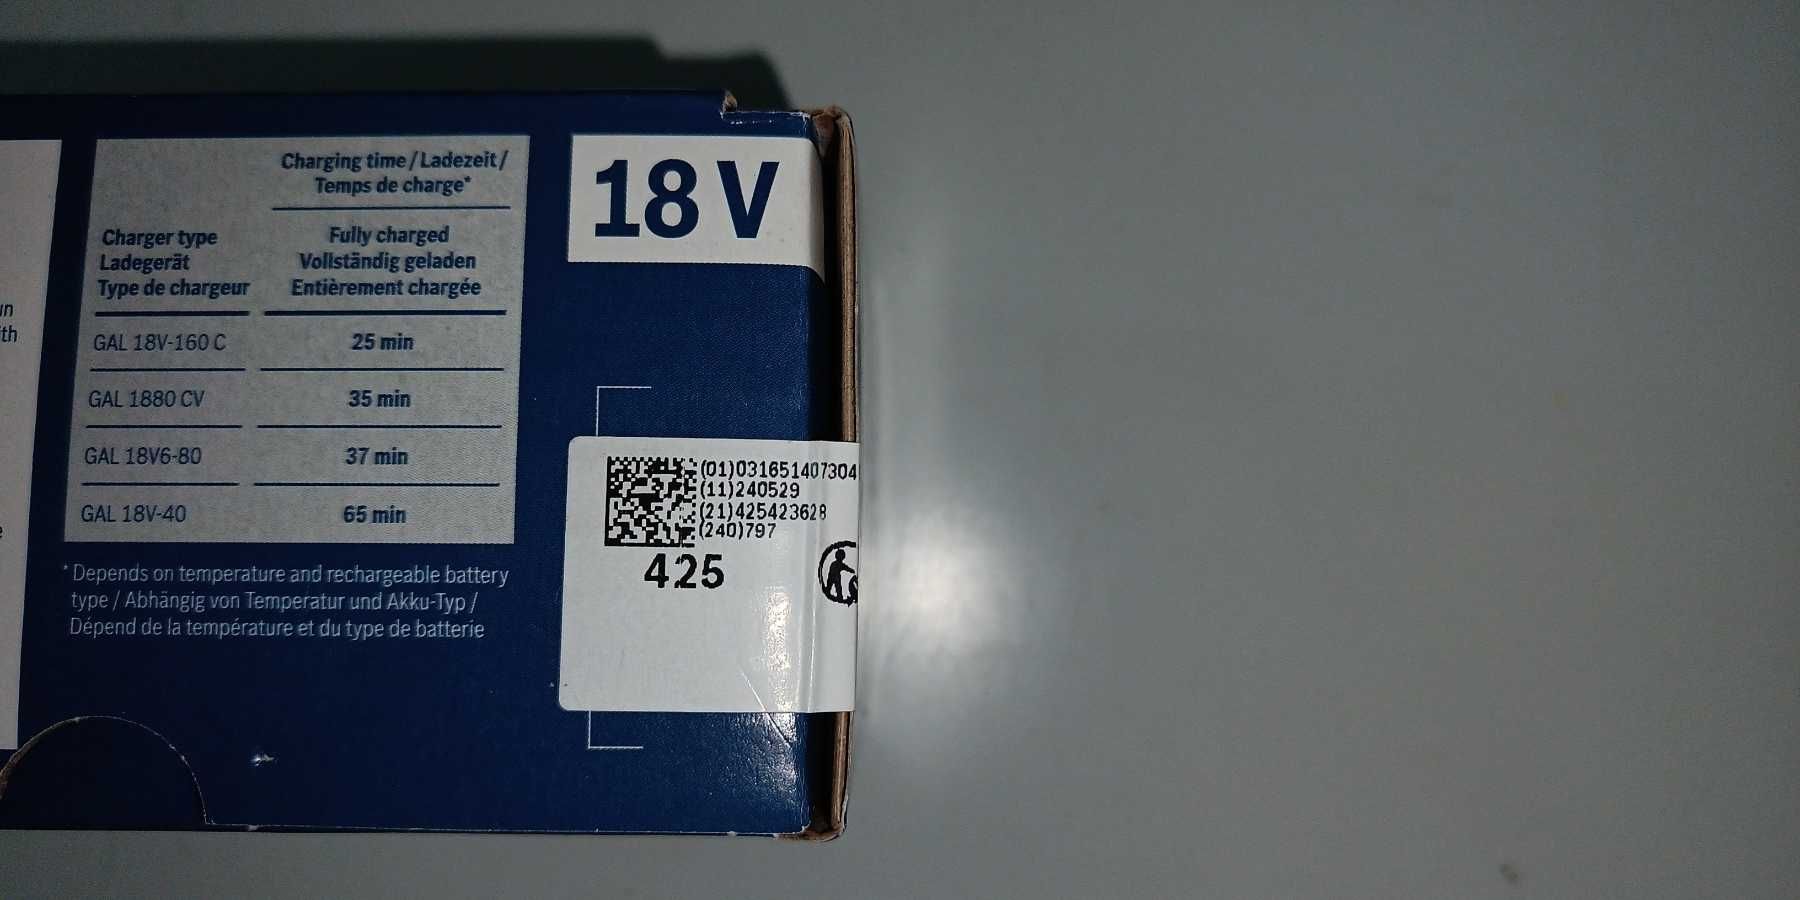 Charging time / Ladezeit /
Temps de charge*
Charger type
Ladegerät
Type de chargeur
Fully charged
Vollständig geladen
Entièrement chargée
GAL 18V-160 C 25 min
GAL 1880 CV 35 min
GAL 18V6-80 37 min
GAL 18V-40 65 min
* Depends on temperature and rechargeable battery
type / Abhängig von Temperatur und Akku-Typ /
Dépend de la température et du type de batterie
18 V
(01)031651407304
(11)240529
(21)425423628
(240)797
425